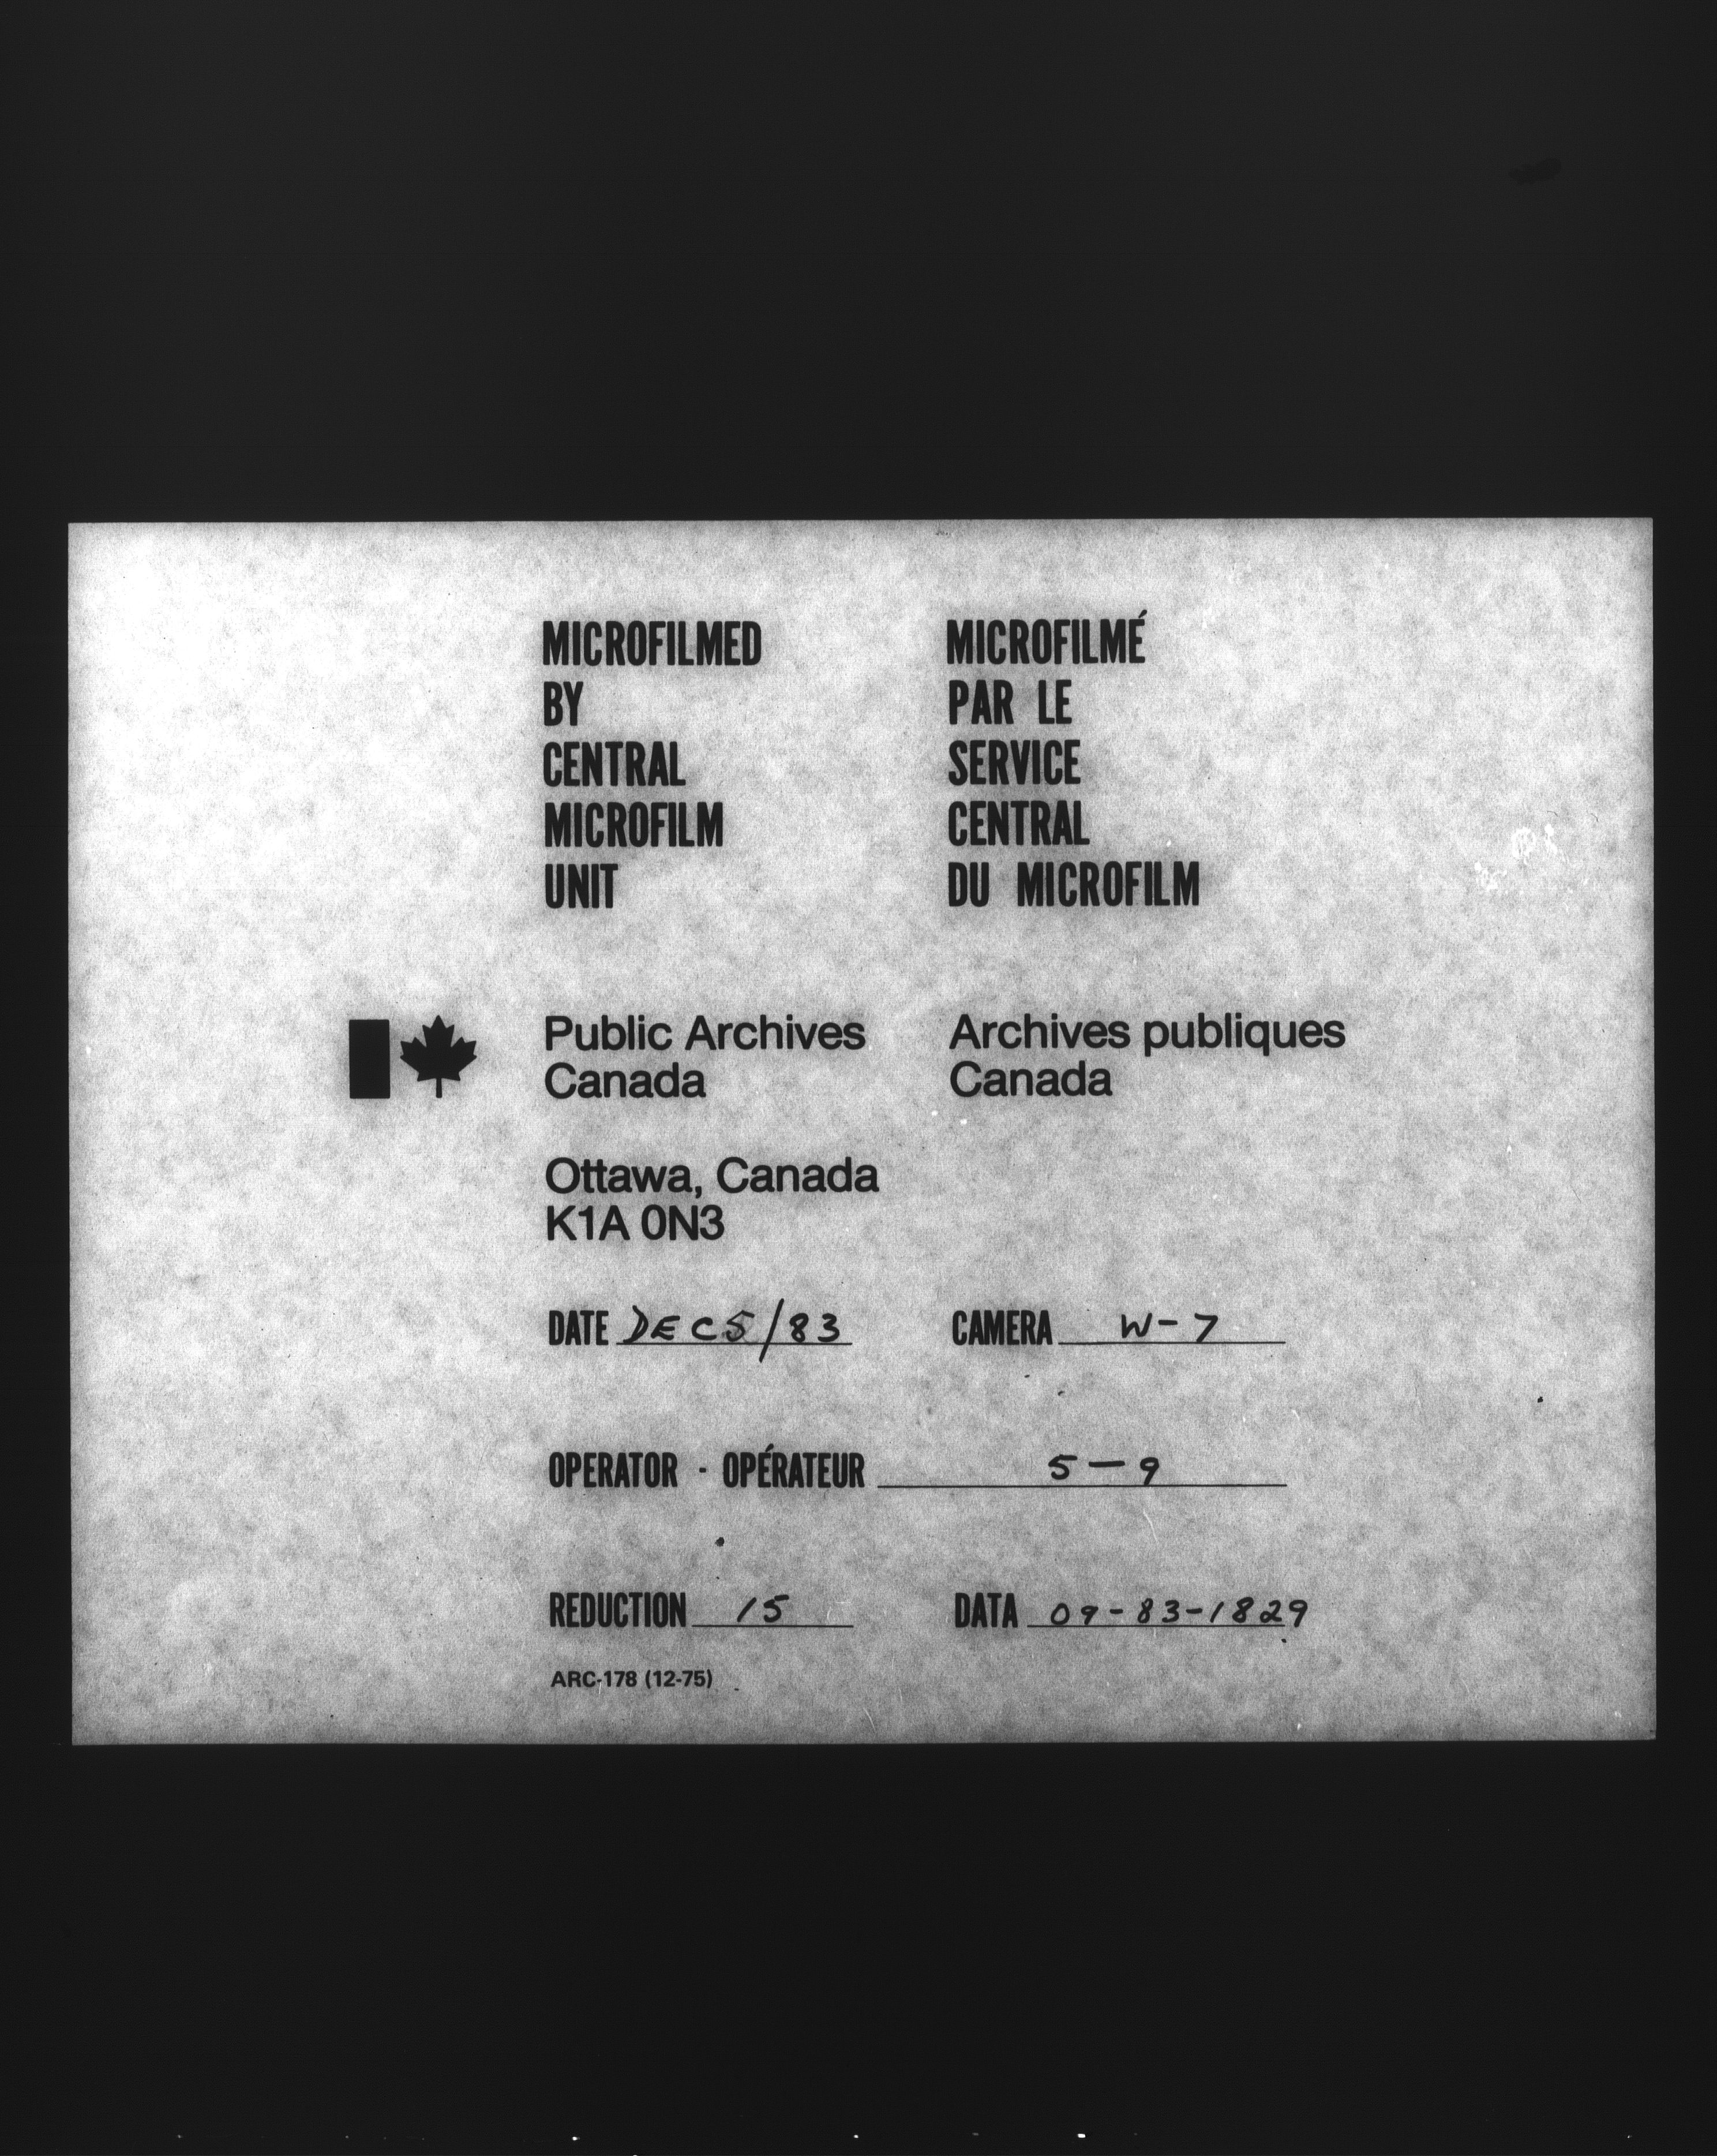 MICROFILMED
BY
CENTRAL
MICROFILM
UNIT
MICROFILMÉ
PAR LE
SERVICE
CENTRAL
DU MICROFILM
Public Archives
Canada
Archives publiques
Canada
Ottawa, Canada
K1A 0N3
DATE DEC 5/83
CAMERA W-7
OPERATOR - OPÉRATEUR 5-9
REDUCTION 15
DATA 09-83-1829
ARC-178 (12-75)